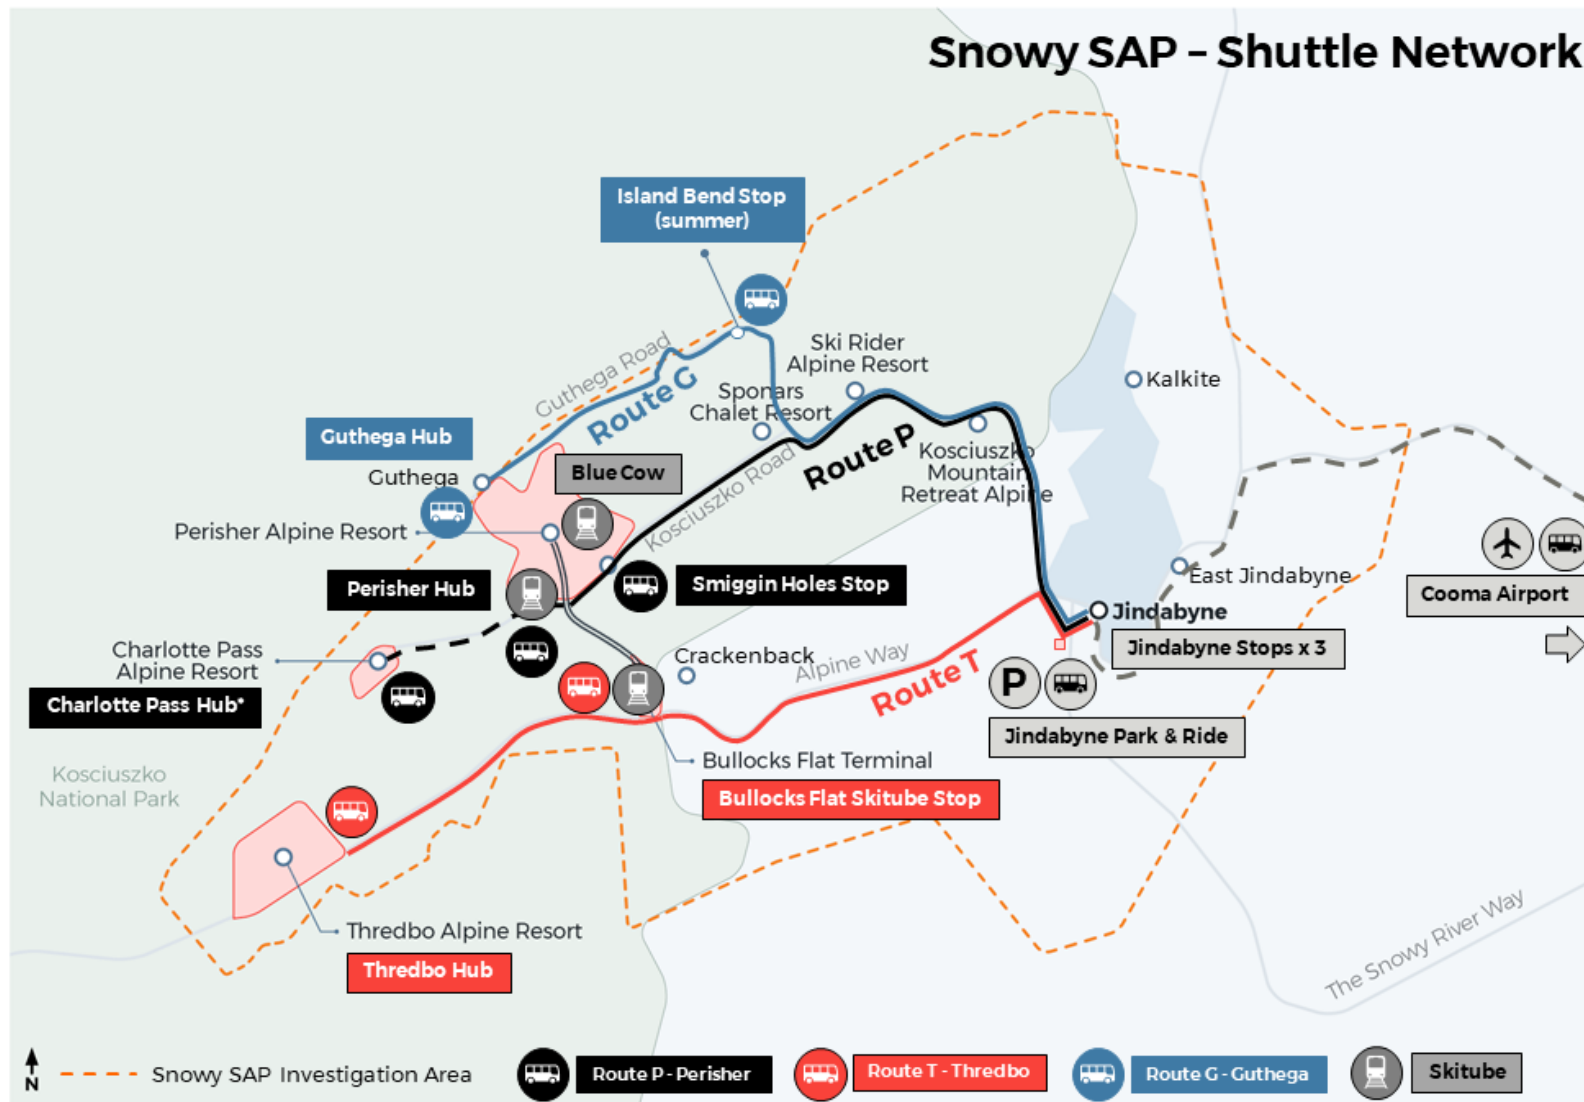 Snowy SAP – Shuttle Network
Island Bend Stop
(summer)
Guthega Road
Route G
Ski Rider
Alpine Resort
Sponars
Chalet Resort
Kalkite
Guthega Hub
Guthega
Blue Cow
Route P
Kosciuszko Road
Kosciuszko
Mountain
Retreat Alpine
Perisher Alpine Resort
Perisher Hub
Smiggin Holes Stop
East Jindabyne
Cooma Airport
Jindabyne
Jindabyne Stops x 3
Charlotte Pass
Alpine Resort
Charlotte Pass Hub*
Crackenback
Alpine Way
Route T
P
Jindabyne Park & Ride
Bullocks Flat Terminal
Bullocks Flat Skitube Stop
Kosciuszko
National Park
Thredbo Alpine Resort
Thredbo Hub
The Snowy River Way
N
Snowy SAP Investigation Area
Route P - Perisher
Route T - Thredbo
Route G - Guthega
Skitube